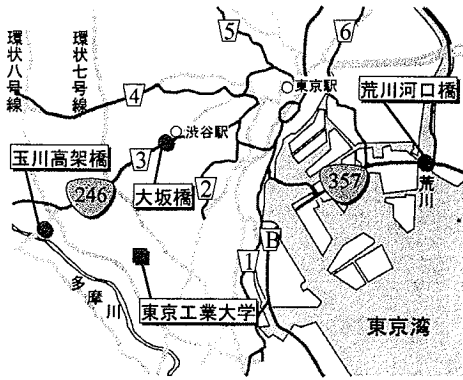 環状八号線
環状七号線
5
6
東京駅
荒川河口橋
4
渋谷駅
玉川高架橋
3
246
大坂橋
2
357
荒川
B
1
多摩川
東京工業大学
東京湾